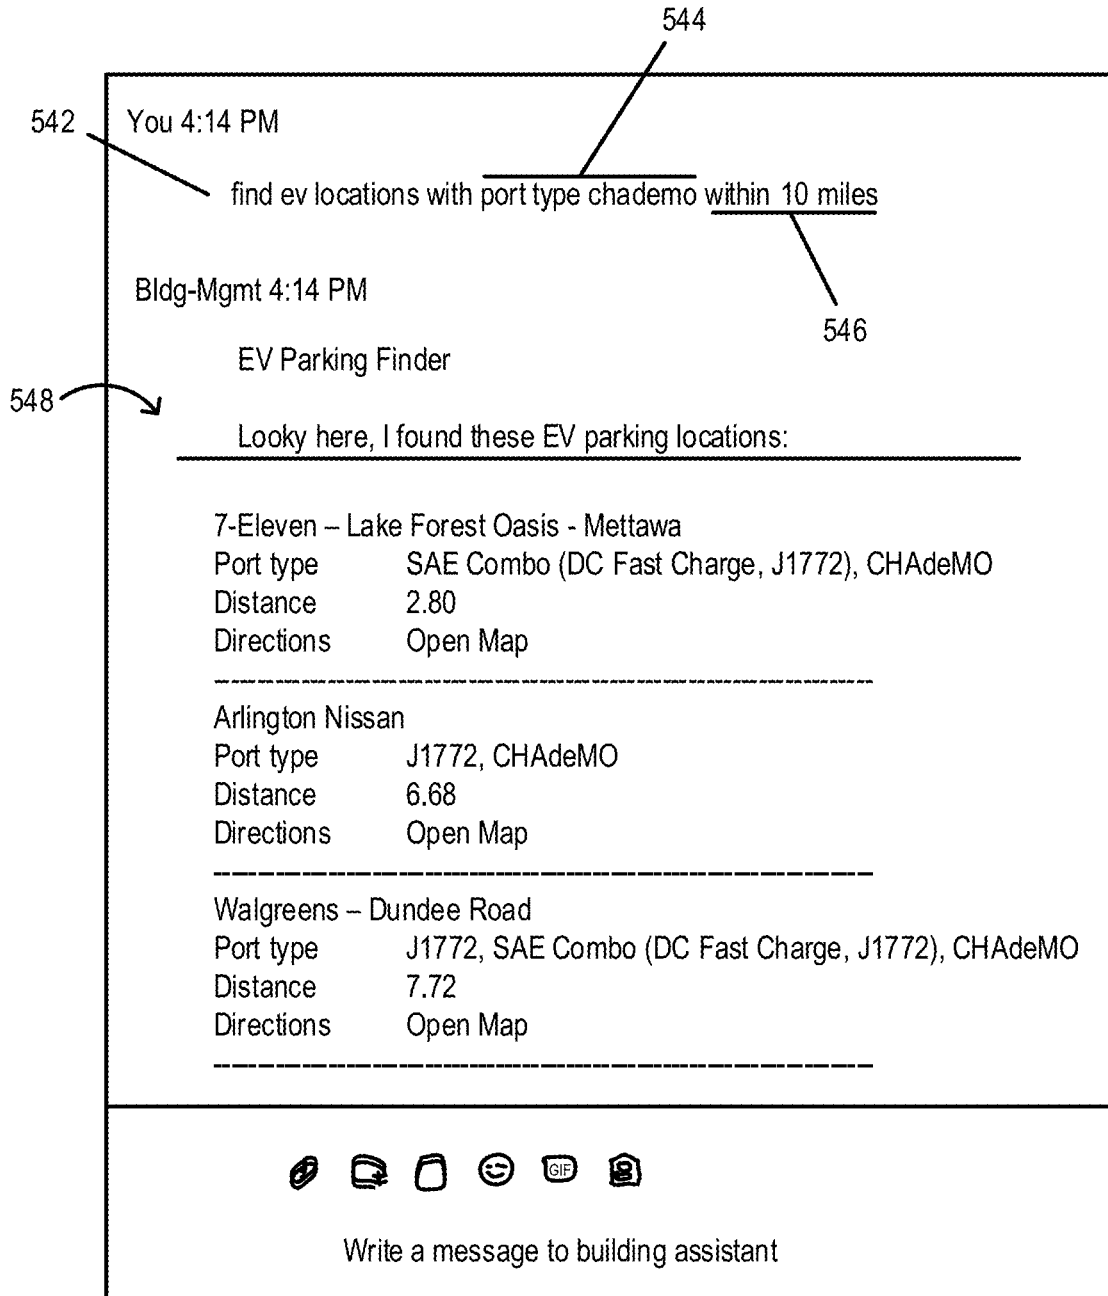 544
542
You 4:14 PM
find ev locations with port type chademo within 10 miles
Bldg-Mgmt 4:14 PM
546
EV Parking Finder
548
Looky here, I found these EV parking locations:
7-Eleven – Lake Forest Oasis - Mettawa
Port type SAE Combo (DC Fast Charge, J1772), CHAdeMO
Distance 2.80
Directions Open Map
Arlington Nissan
Port type J1772, CHAdeMO
Distance 6.68
Directions Open Map
Walgreens – Dundee Road
Port type J1772, SAE Combo (DC Fast Charge, J1772), CHAdeMO
Distance 7.72
Directions Open Map
GIF
Write a message to building assistant